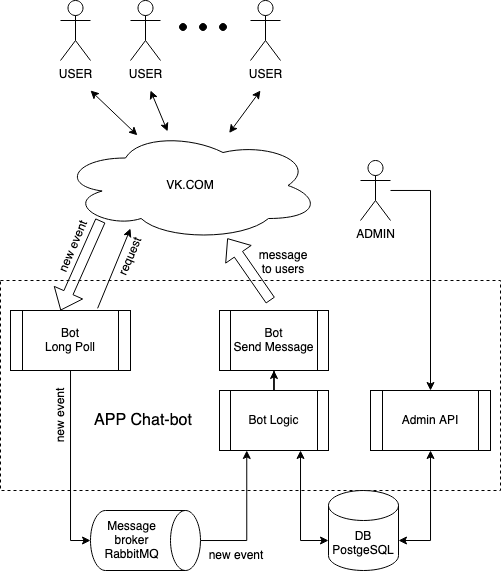 USER
USER
USER
VK.COM
ADMIN
new event
request
message
to users
Bot
Long Poll
Bot
Send Message
new event
APP Chat-bot
Bot Logic
Admin API
Message
broker
RabbitMQ
new event
DB
PostgeSQL